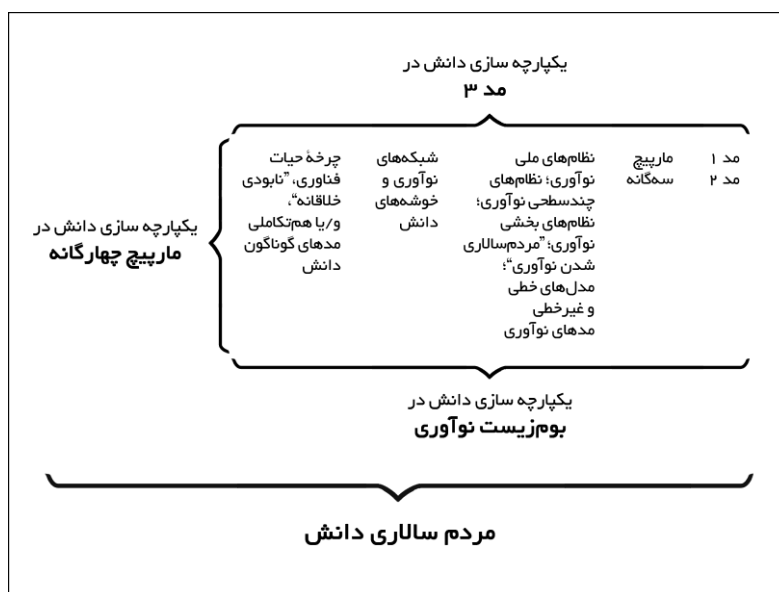 یکپارچه سازی دانش در
مد ۳
مد ۱
مد ۲
مارپیچ
سه‌گانه
نظام‌های ملی
نوآوری؛ نظام‌های
چندسطحی نوآوری؛
نظام‌های بخشی
نوآوری؛ "مردم‌سالاری
شدن نوآوری"؛
مدل‌های خطی
و غیرخطی
مدهای نوآوری
شبکه‌های
نوآوری و
خوشه‌های
دانش
چرخهٔ حیات
فناوری، "نابودی
خلاقانه"،
و/یا هم‌تکاملی
مدهای گوناگون
دانش
یکپارچه سازی دانش در
مارپیچ چهارگانه
یکپارچه سازی دانش در
بوم‌زیست نوآوری
مردم سالاری دانش